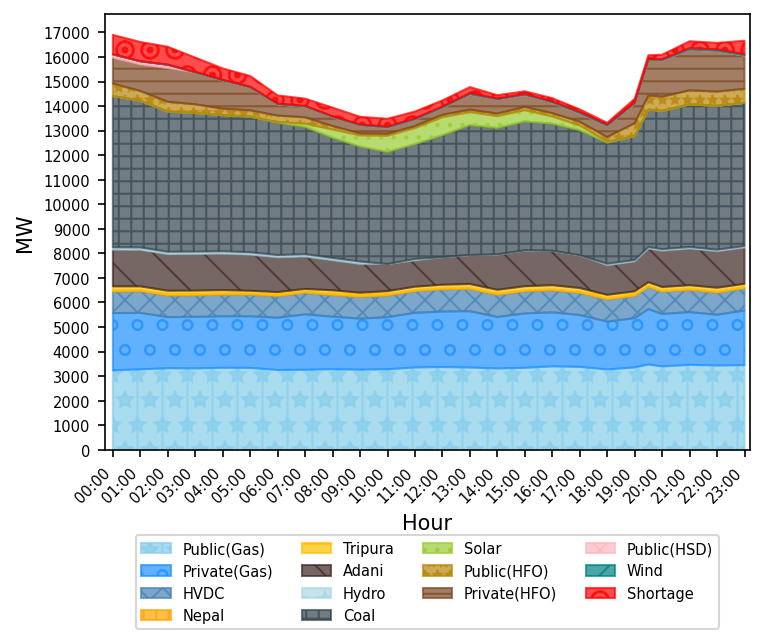 MW
17000
16000
15000
14000
13000
12000
11000
10000
9000
8000
7000
6000
5000
4000
3000
2000
1000
0
00:00 01:00 02:00 03:00 04:00 05:00 06:00 07:00 08:00 09:00 10:00 11:00 12:00 13:00 14:00 15:00 16:00 17:00 18:00 19:00 20:00 21:00 22:00 23:00
Hour
Public(Gas) Tripura Solar Public(HSD)
Private(Gas) Adani Public(HFO) Wind
HVDC Hydro Private(HFO) Shortage
Nepal Coal